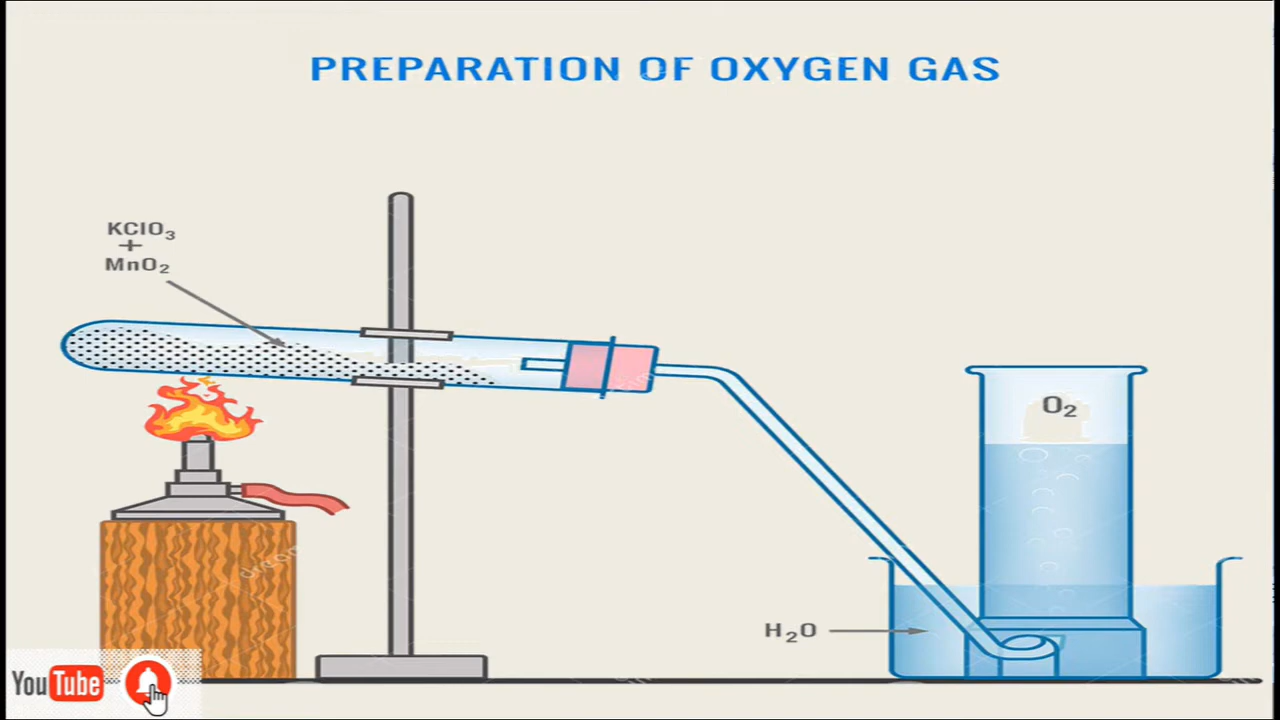 PREPARATION OF OXYGEN GAS
KClO₃
+
MnO₂
O₂
H₂O
YouTube